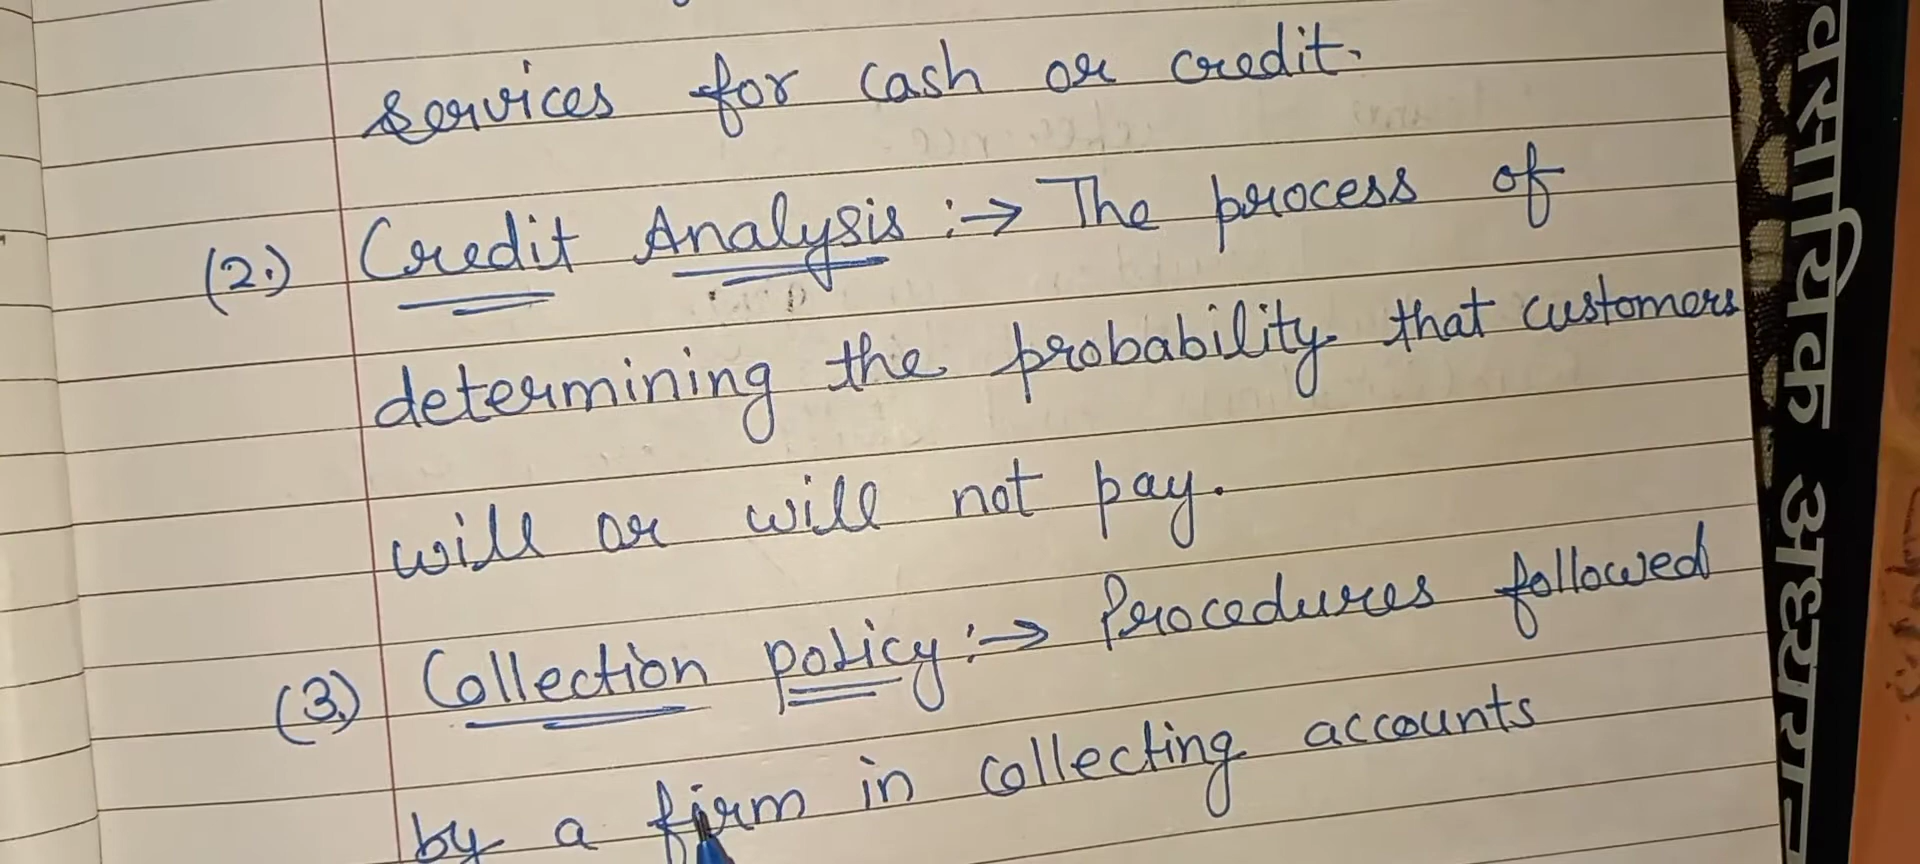 services for cash or credit.
(2.) Credit Analysis :→ The process of
determining the probability that customers
will or will not pay.
(3.) Collection policy :→ Procedures followed
by a firm in collecting accounts